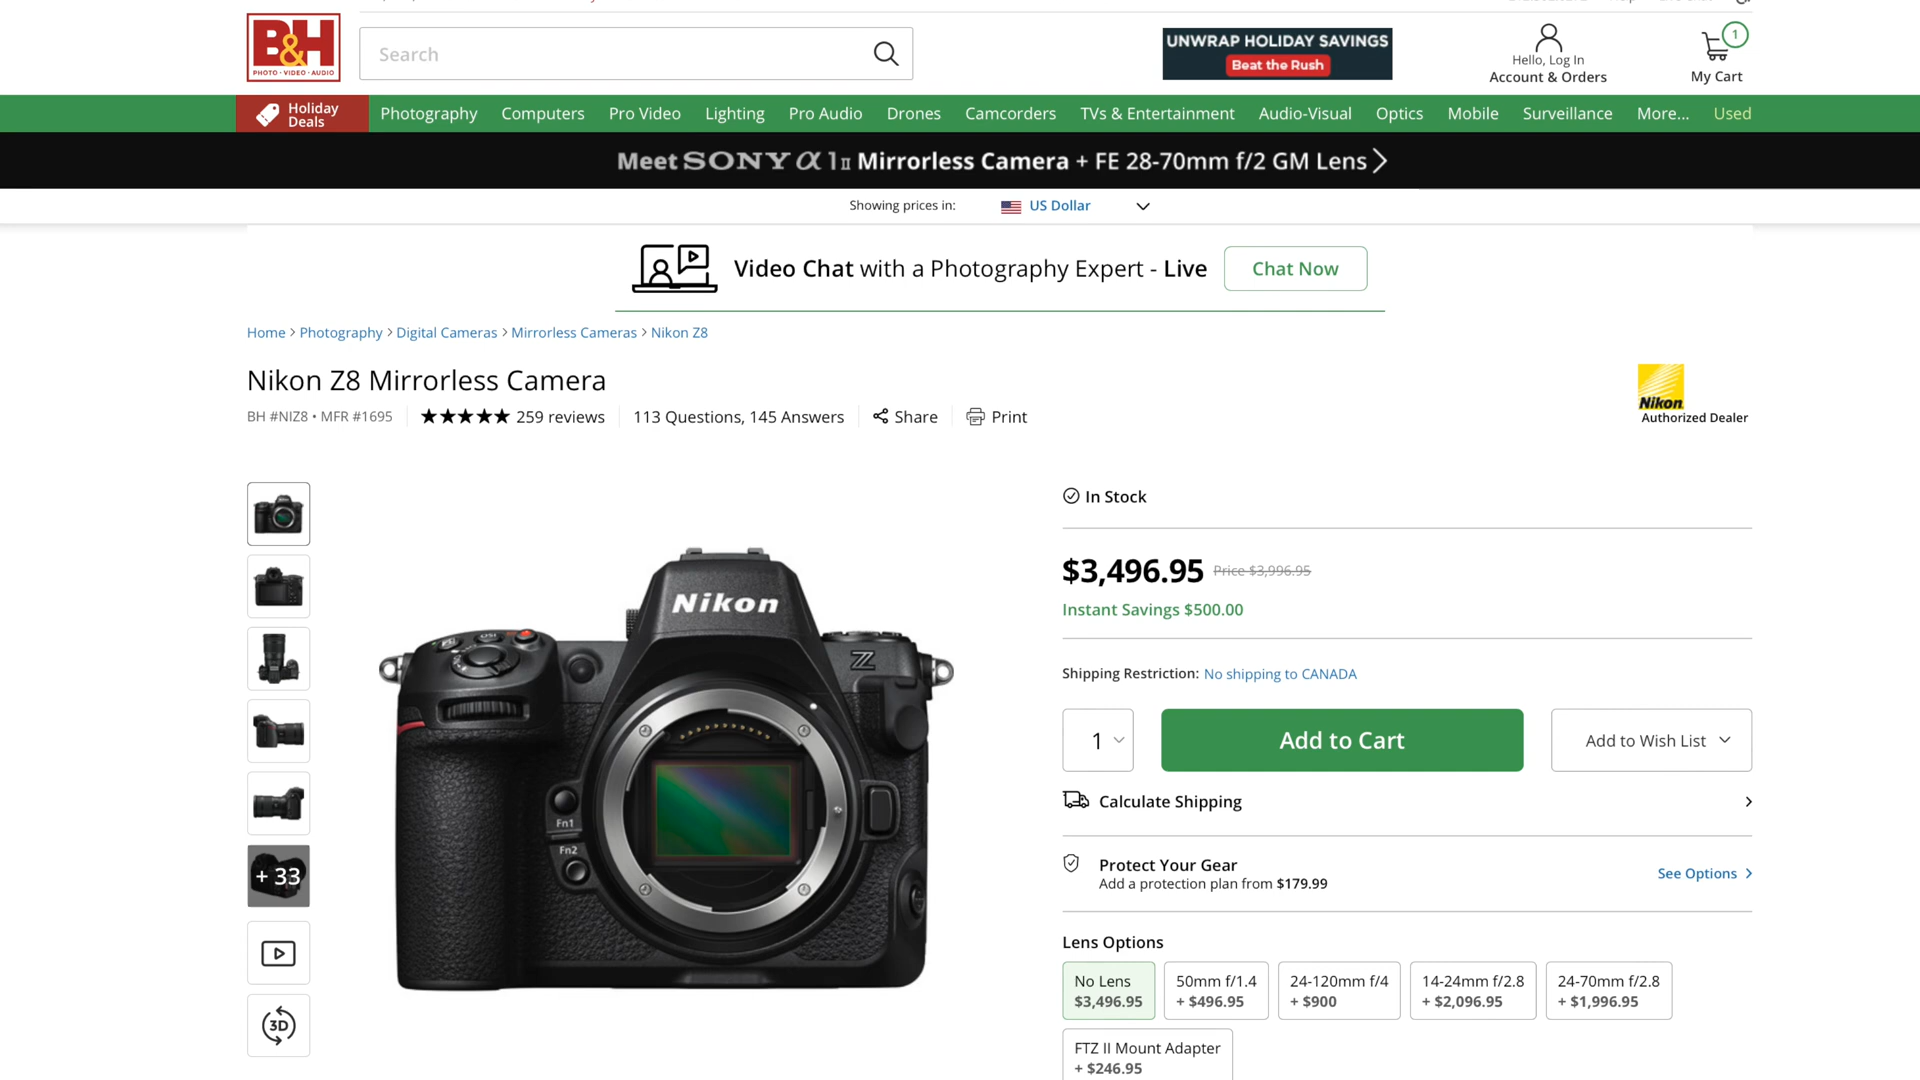 B&H
PHOTO • VIDEO • AUDIO
Search
UNWRAP HOLIDAY SAVINGS
Beat the Rush
Hello, Log In
Account & Orders
1
My Cart
Holiday
Deals
Photography
Computers
Pro Video
Lighting
Pro Audio
Drones
Camcorders
TVs & Entertainment
Audio-Visual
Optics
Mobile
Surveillance
More...
Used
Meet SONY α 1 II Mirrorless Camera + FE 28-70mm f/2 GM Lens
Showing prices in:
US Dollar
Video Chat with a Photography Expert - Live
Chat Now
Home > Photography > Digital Cameras > Mirrorless Cameras > Nikon Z8
Nikon Z8 Mirrorless Camera
Nikon
Authorized Dealer
BH #NIZ8 • MFR #1695
259 reviews
113 Questions, 145 Answers
Share
Print
Nikon
Z
Fn1
Fn2
+ 33
3D
In Stock
$3,496.95 Price $3,996.95
Instant Savings $500.00
Shipping Restriction: No shipping to CANADA
1
Add to Cart
Add to Wish List
Calculate Shipping
Protect Your Gear
Add a protection plan from $179.99
See Options
Lens Options
No Lens
$3,496.95
50mm f/1.4
+ $496.95
24-120mm f/4
+ $900
14-24mm f/2.8
+ $2,096.95
24-70mm f/2.8
+ $1,996.95
FTZ II Mount Adapter
+ $246.95